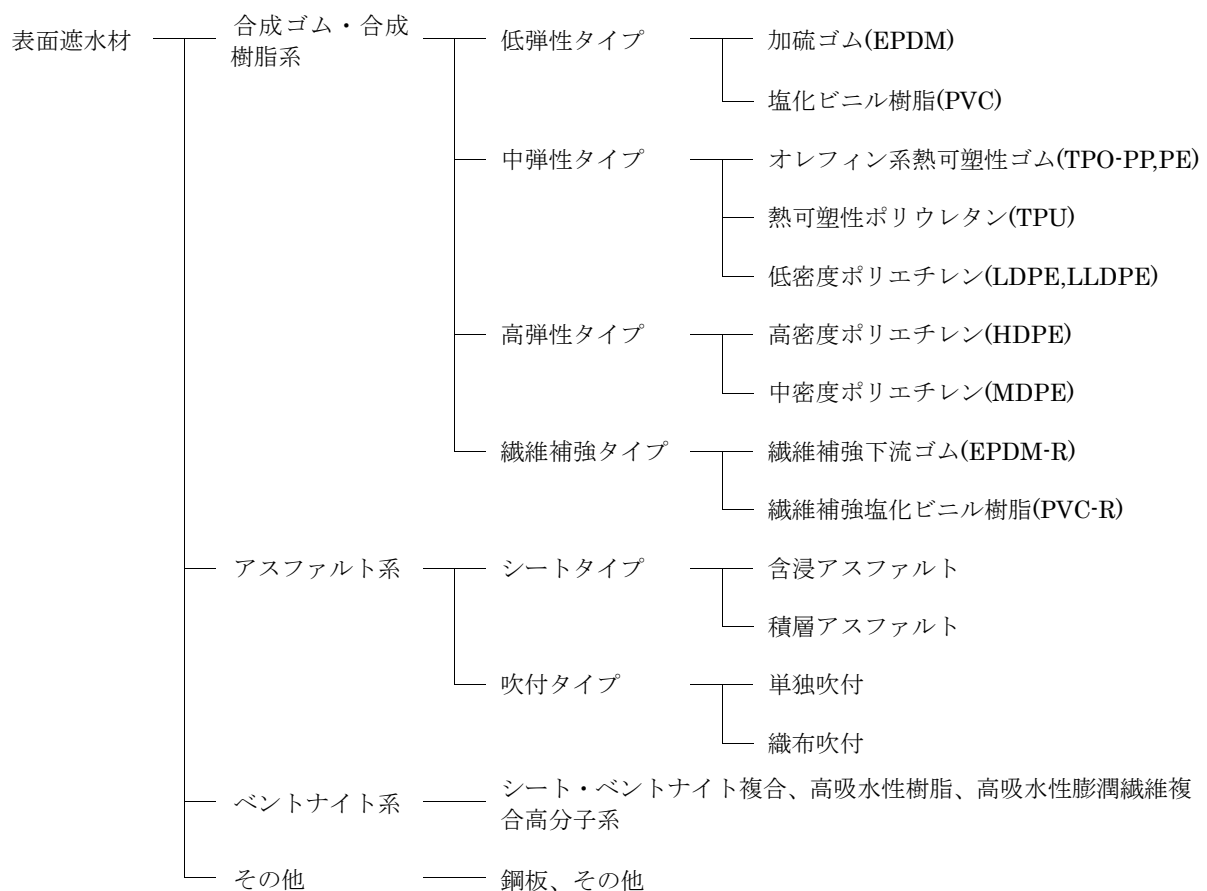 表面遮水材
合成ゴム・合成
樹脂系
低弾性タイプ
加硫ゴム(EPDM)
塩化ビニル樹脂(PVC)
中弾性タイプ
オレフィン系熱可塑性ゴム(TPO-PP,PE)
熱可塑性ポリウレタン(TPU)
低密度ポリエチレン(LDPE,LLDPE)
高弾性タイプ
高密度ポリエチレン(HDPE)
中密度ポリエチレン(MDPE)
繊維補強タイプ
繊維補強下流ゴム(EPDM-R)
繊維補強塩化ビニル樹脂(PVC-R)
アスファルト系
シートタイプ
含浸アスファルト
積層アスファルト
吹付タイプ
単独吹付
織布吹付
ベントナイト系
シート・ベントナイト複合、高吸水性樹脂、高吸水性膨潤繊維複
合高分子系
その他
鋼板、その他